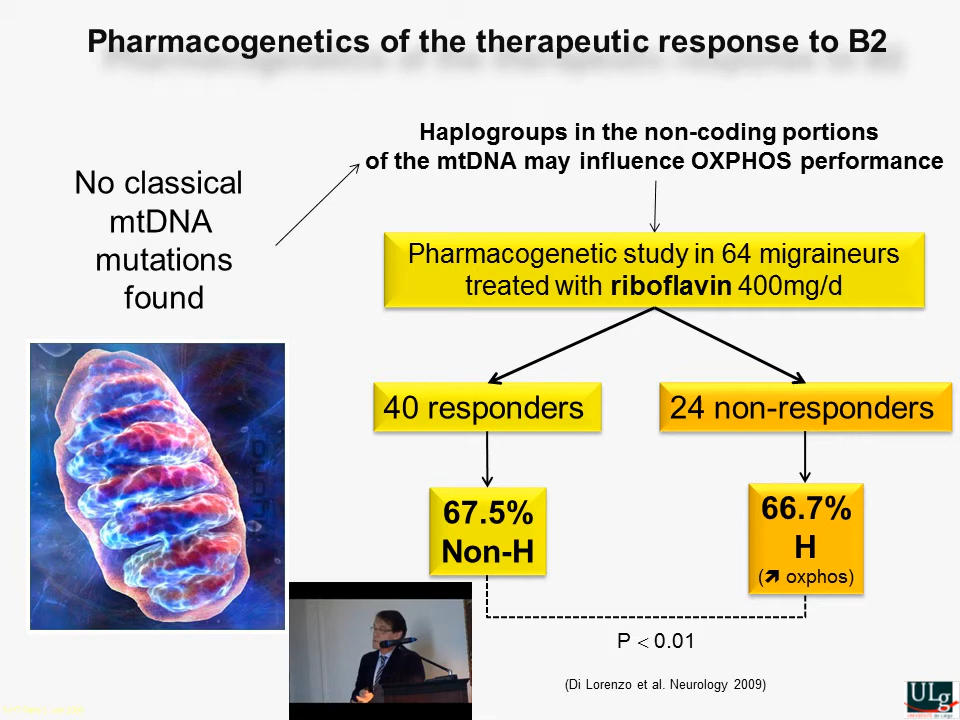 Pharmacogenetics of the therapeutic response to B2
Haplogroups in the non-coding portions
of the mtDNA may influence OXPHOS performance
No classical
mtDNA
mutations
found
Pharmacogenetic study in 64 migraineurs
treated with riboflavin 400mg/d
40 responders
24 non-responders
67.5%
Non-H
66.7%
H
(↗ oxphos)
P < 0.01
(Di Lorenzo et al. Neurology 2009)
ULg